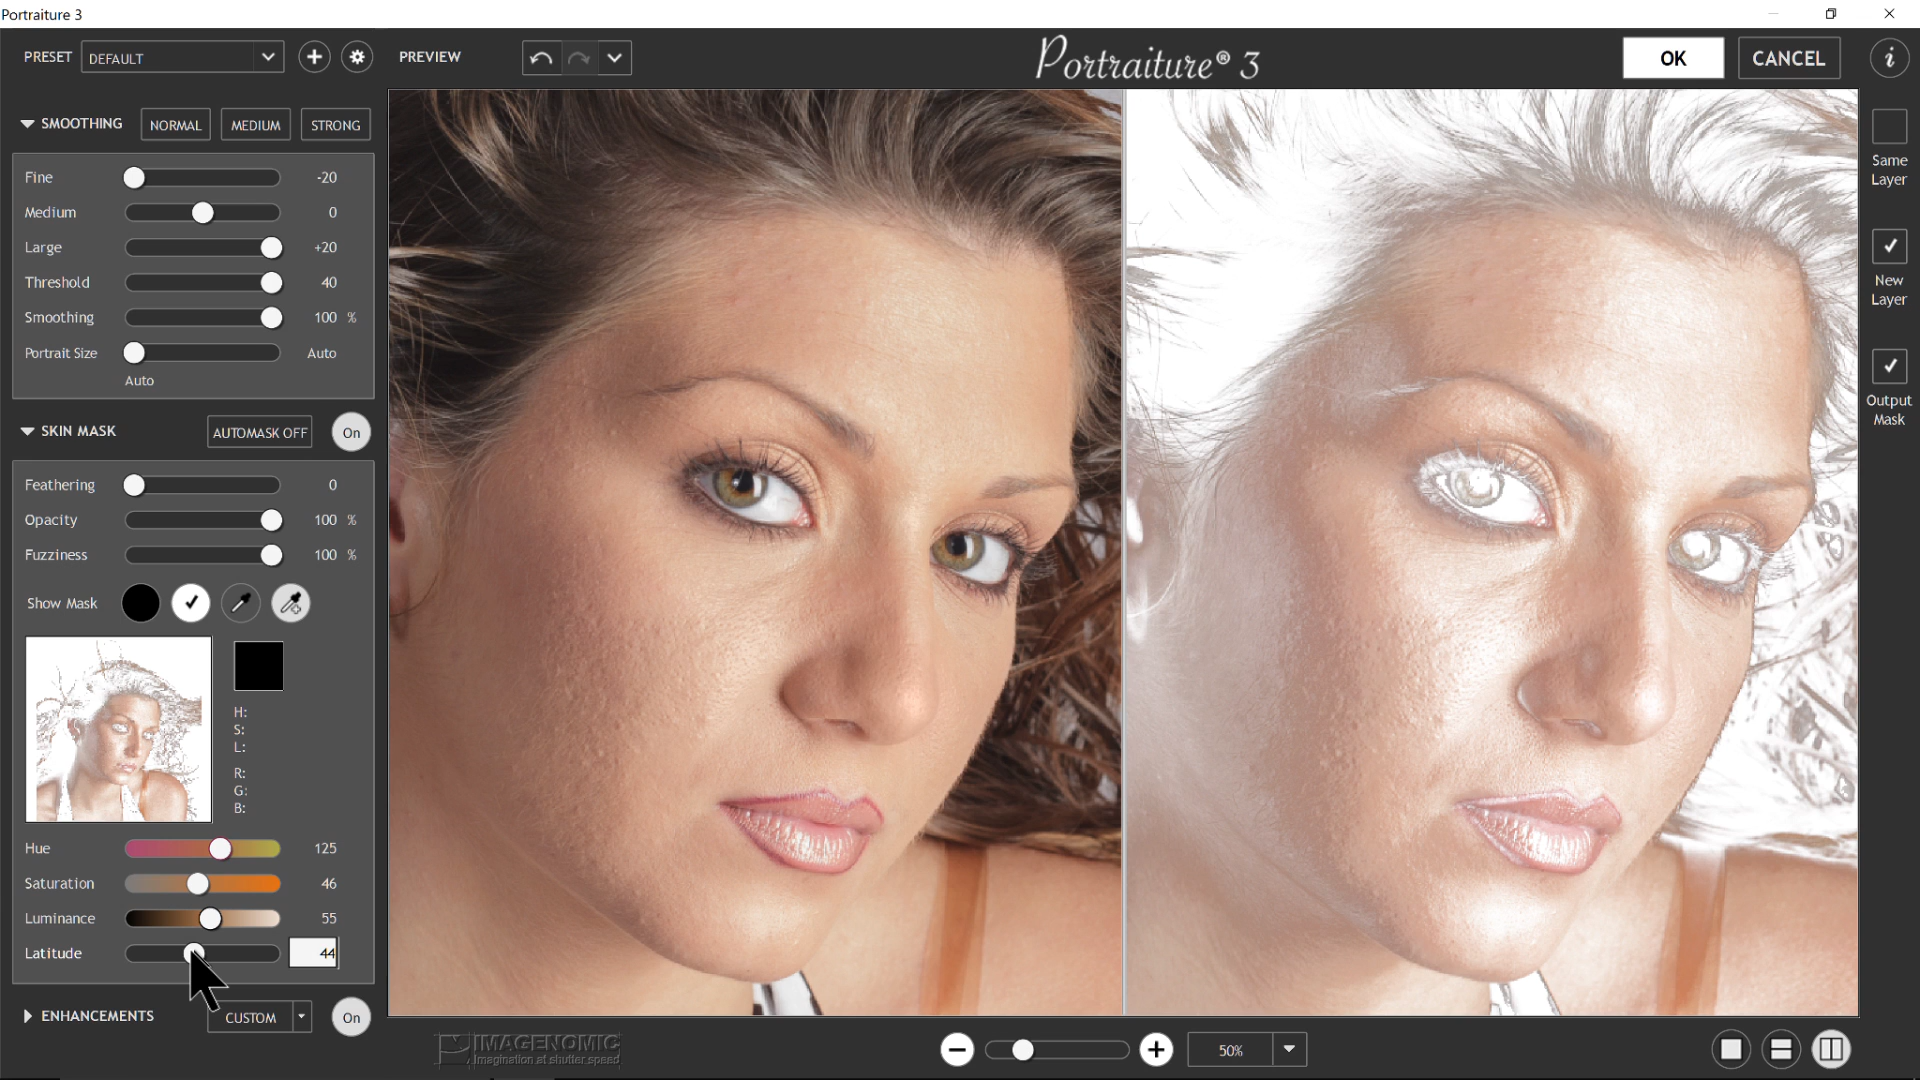 Portraiture 3
PRESET DEFAULT PREVIEW Portraiture® 3 OK CANCEL i
SMOOTHING NORMAL MEDIUM STRONG
Fine -20
Medium 0
Large +20
Threshold 40
Smoothing 100 %
Portrait Size Auto
Auto
SKIN MASK AUTOMASK OFF On
Feathering 0
Opacity 100 %
Fuzziness 100 %
Show Mask
H:
S:
L:
R:
G:
B:
Hue 125
Saturation 46
Luminance 55
Latitude 44
ENHANCEMENTS CUSTOM On
Same
Layer
New
Layer
Output
Mask
IMAGENOMIC
Imagination at shutter speed
50%